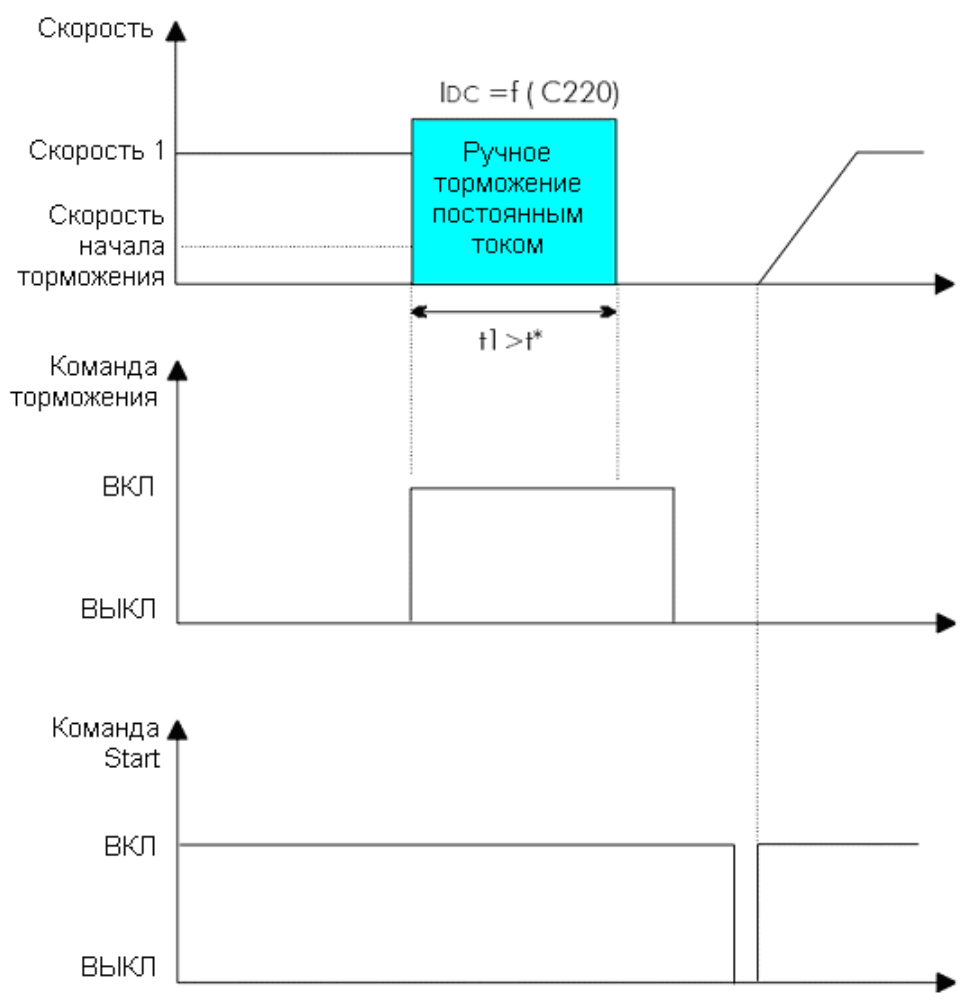 Скорость
IDC =f ( C220)
Скорость 1
Ручное
торможение
постоянным
током
Скорость
начала
торможения
t1 >t*
Команда
торможения
ВКЛ
ВЫКЛ
Команда
Start
ВКЛ
ВЫКЛ